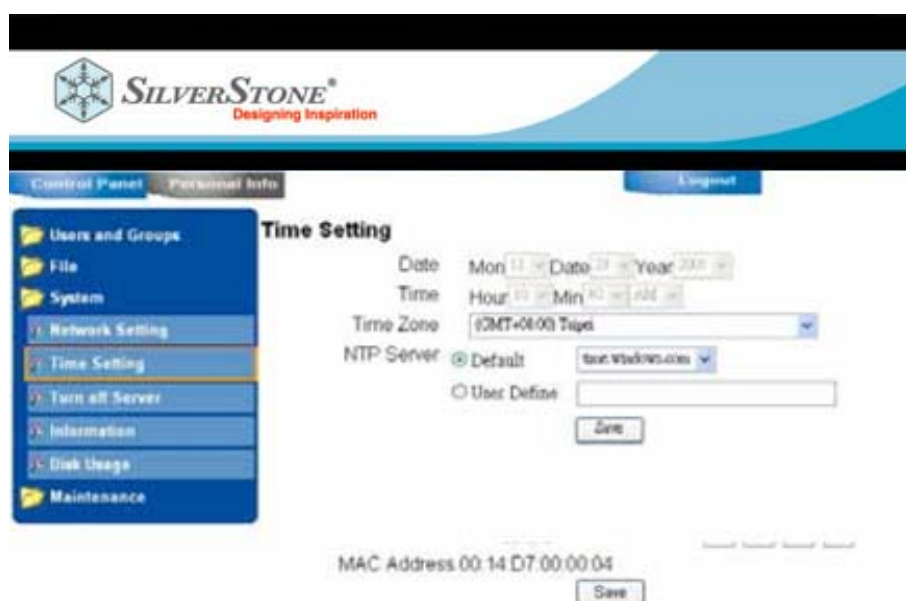 SILVERSTONE®
Designing Inspiration
Control Panel Personal Info Logout
Users and Groups
File
System
Network Setting
Time Setting
Turn off Server
Information
Disk Usage
Maintenance
Time Setting
Date Mon Date Year
Time Hour Min AM
Time Zone (GMT+08:00) Taipei
NTP Server Default time.windows.com
User Define
Save
MAC Address 00:14:D7:00:00:04
Save